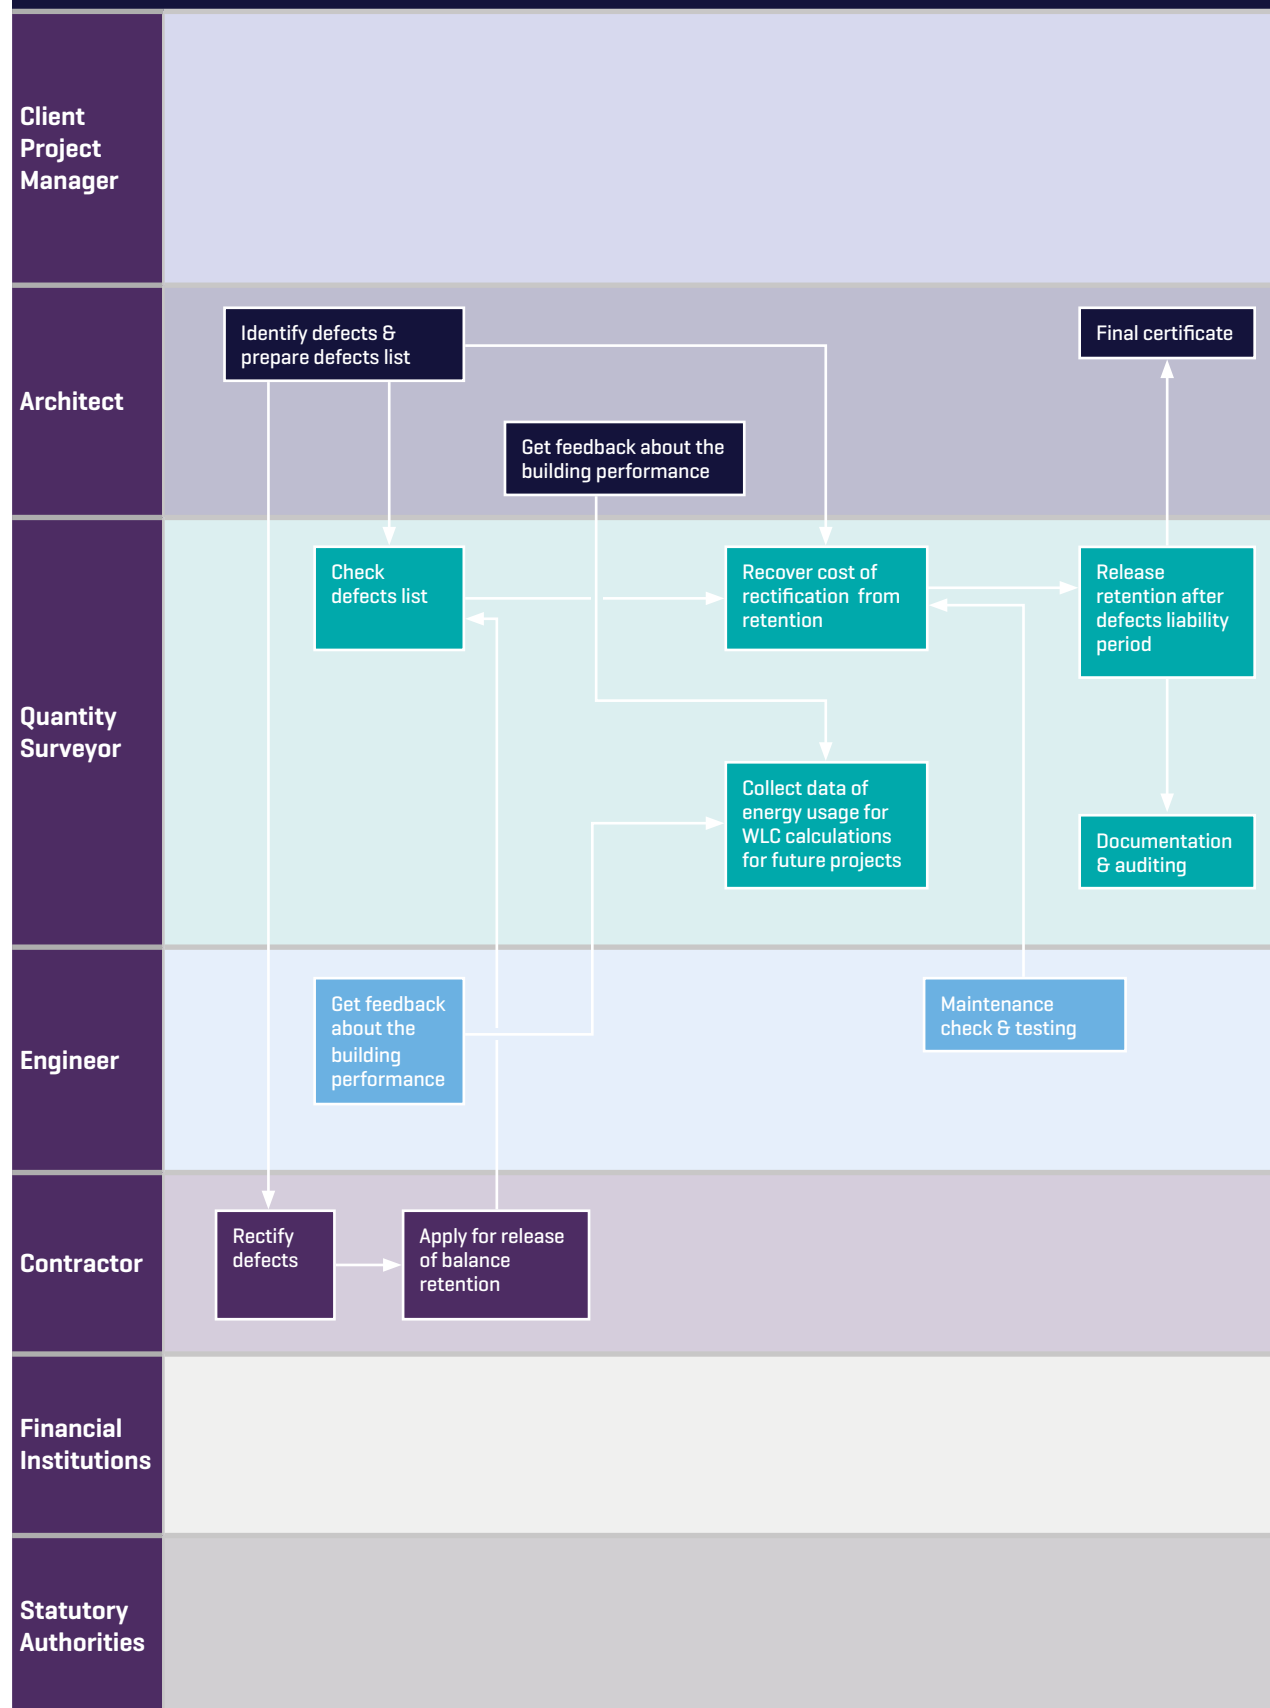 Client
Project
Manager
Architect
Identify defects &
prepare defects list
Final certificate
Get feedback about the
building performance
Quantity
Surveyor
Check
defects list
Recover cost of
rectification from
retention
Release
retention after
defects liability
period
Collect data of
energy usage for
WLC calculations
for future projects
Documentation
& auditing
Engineer
Get feedback
about the
building
performance
Maintenance
check & testing
Contractor
Rectify
defects
Apply for release
of balance
retention
Financial
Institutions
Statutory
Authorities